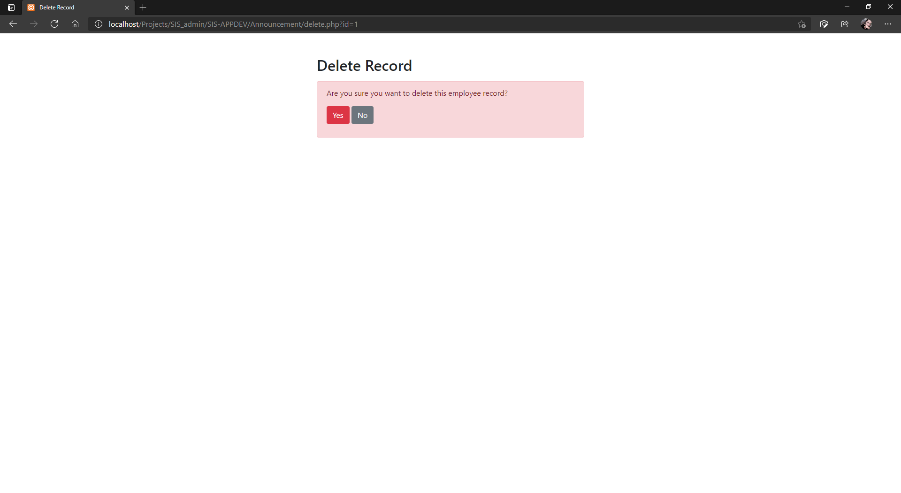 Delete Record
localhost/Projects/SIS_admin/SIS-APPDEV/Announcement/delete.php?id=1
Delete Record
Are you sure you want to delete this employee record?
Yes No